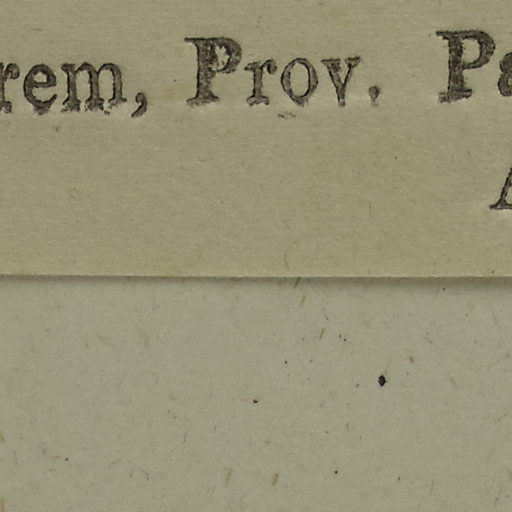 rem, Prov. Pa
A